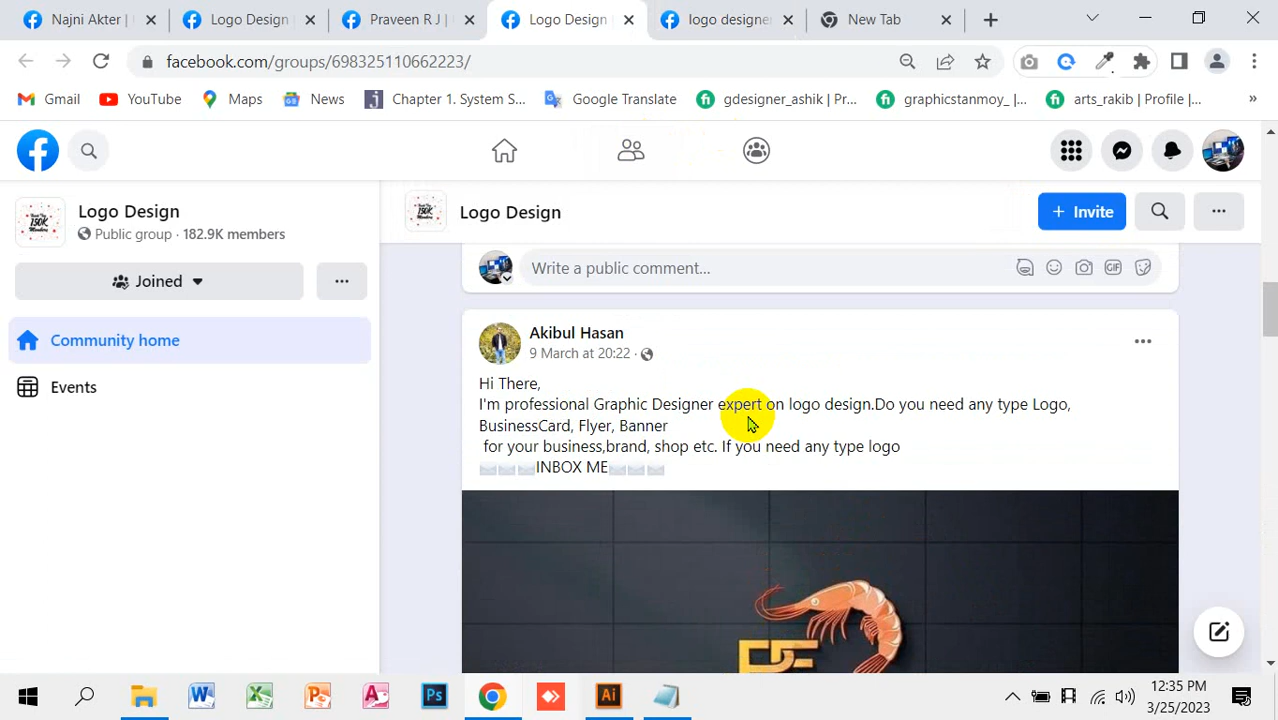 Najni Akter |
Logo Design
Praveen R J |
Logo Design
logo designer
New Tab
facebook.com/groups/698325110662223/
Gmail
YouTube
Maps
News
Chapter 1. System S...
Google Translate
gdesigner_ashik | Pr...
graphicstanmoy_ |...
arts_rakib | Profile |...
Logo Design
Public group · 182.9K members
Joined
Community home
Events
Logo Design
+ Invite
Write a public comment...
GIF
Akibul Hasan
9 March at 20:22 ·
Hi There,
I'm professional Graphic Designer expert on logo design.Do you need any type Logo,
BusinessCard, Flyer, Banner
for your business,brand, shop etc. If you need any type logo
INBOX ME
12:35 PM
3/25/2023